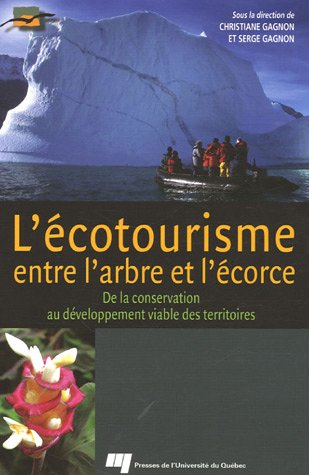 Sous la direction de
CHRISTIANE GAGNON
ET SERGE GAGNON
L'écotourisme
entre l'arbre et l'écorce
De la conservation
au développement viable des territoires
Presses de l'Université du Québec